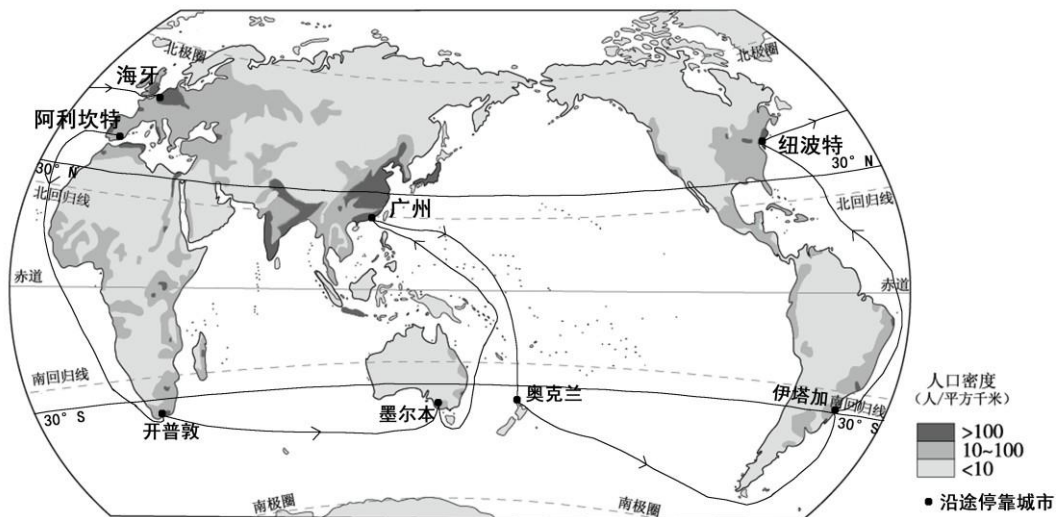 北极圈
北极圈
海牙
阿利坎特
纽波特
30° N
30° N
北回归线
北回归线
广州
赤道
赤道
南回归线
奥克兰
伊塔加
南回归线
墨尔本
30° S
30° S
开普敦
南极圈
南极圈
人口密度
(人/平方千米)
>100
10~100
<10
沿途停靠城市